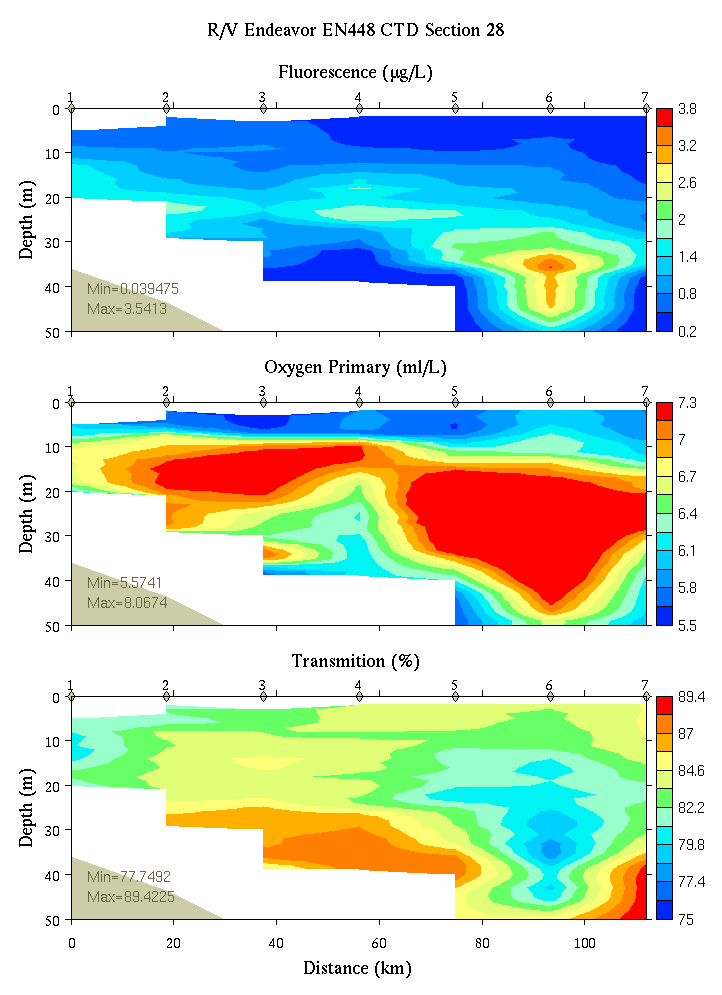 R/V Endeavor EN448 CTD Section 28
Fluorescence (µg/L)
1 2 3 4 5 6 7
0
10
20
30
40
50
Depth (m)
Min=0.039475
Max=3.5413
3.8
3.2
2.6
2
1.4
0.8
0.2
Oxygen Primary (ml/L)
1 2 3 4 5 6 7
0
10
20
30
40
50
Depth (m)
Min=5.5741
Max=8.0674
7.3
7
6.7
6.4
6.1
5.8
5.5
Transmition (%)
1 2 3 4 5 6 7
0
10
20
30
40
50
Depth (m)
Min=77.7492
Max=89.4225
89.4
87
84.6
82.2
79.8
77.4
75
0 20 40 60 80 100
Distance (km)